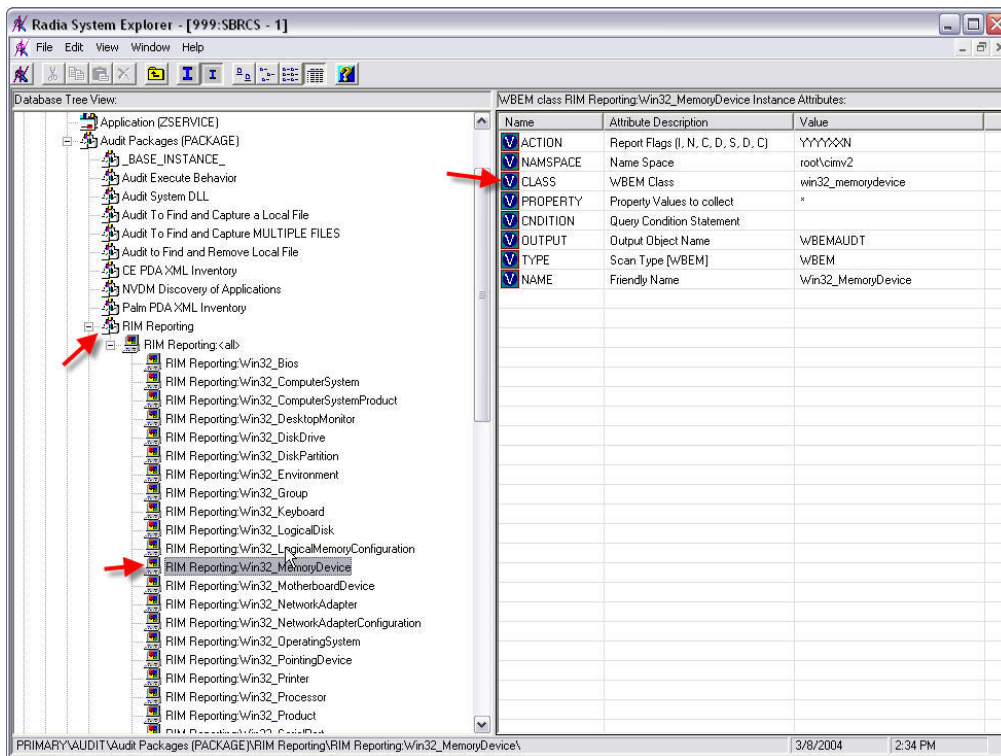 Radia System Explorer - [999:SBRCS - 1]
File Edit View Window Help
Database Tree View:
Application (ZSERVICE)
Audit Packages (PACKAGE)
_BASE_INSTANCE_
Audit Execute Behavior
Audit System DLL
Audit To Find and Capture a Local File
Audit To Find and Capture MULTIPLE FILES
Audit to Find and Remove Local File
CE PDA XML Inventory
NVDM Discovery of Applications
Palm PDA XML Inventory
RIM Reporting
RIM Reporting:<all>
RIM Reporting:Win32_Bios
RIM Reporting:Win32_ComputerSystem
RIM Reporting:Win32_ComputerSystemProduct
RIM Reporting:Win32_DesktopMonitor
RIM Reporting:Win32_DiskDrive
RIM Reporting:Win32_DiskPartition
RIM Reporting:Win32_Environment
RIM Reporting:Win32_Group
RIM Reporting:Win32_Keyboard
RIM Reporting:Win32_LogicalDisk
RIM Reporting:Win32_LogicalMemoryConfiguration
RIM Reporting:Win32_MemoryDevice
RIM Reporting:Win32_MotherboardDevice
RIM Reporting:Win32_NetworkAdapter
RIM Reporting:Win32_NetworkAdapterConfiguration
RIM Reporting:Win32_OperatingSystem
RIM Reporting:Win32_PointingDevice
RIM Reporting:Win32_Printer
RIM Reporting:Win32_Processor
RIM Reporting:Win32_Product
RIM Reporting:Win32_SerialPort
WBEM class RIM Reporting:Win32_MemoryDevice Instance Attributes:
Name Attribute Description Value
V ACTION Report Flags (I, N, C, D, S, D, C) YYYYXXN
V NAMSPACE Name Space root\cimv2
V CLASS WBEM Class win32_memorydevice
V PROPERTY Property Values to collect *
V CNDITION Query Condition Statement
V OUTPUT Output Object Name WBEMAUDT
V TYPE Scan Type [WBEM] WBEM
V NAME Friendly Name Win32_MemoryDevice
PRIMARY\AUDIT\Audit Packages (PACKAGE)\RIM Reporting\RIM Reporting:Win32_MemoryDevice\ 3/8/2004 2:34 PM